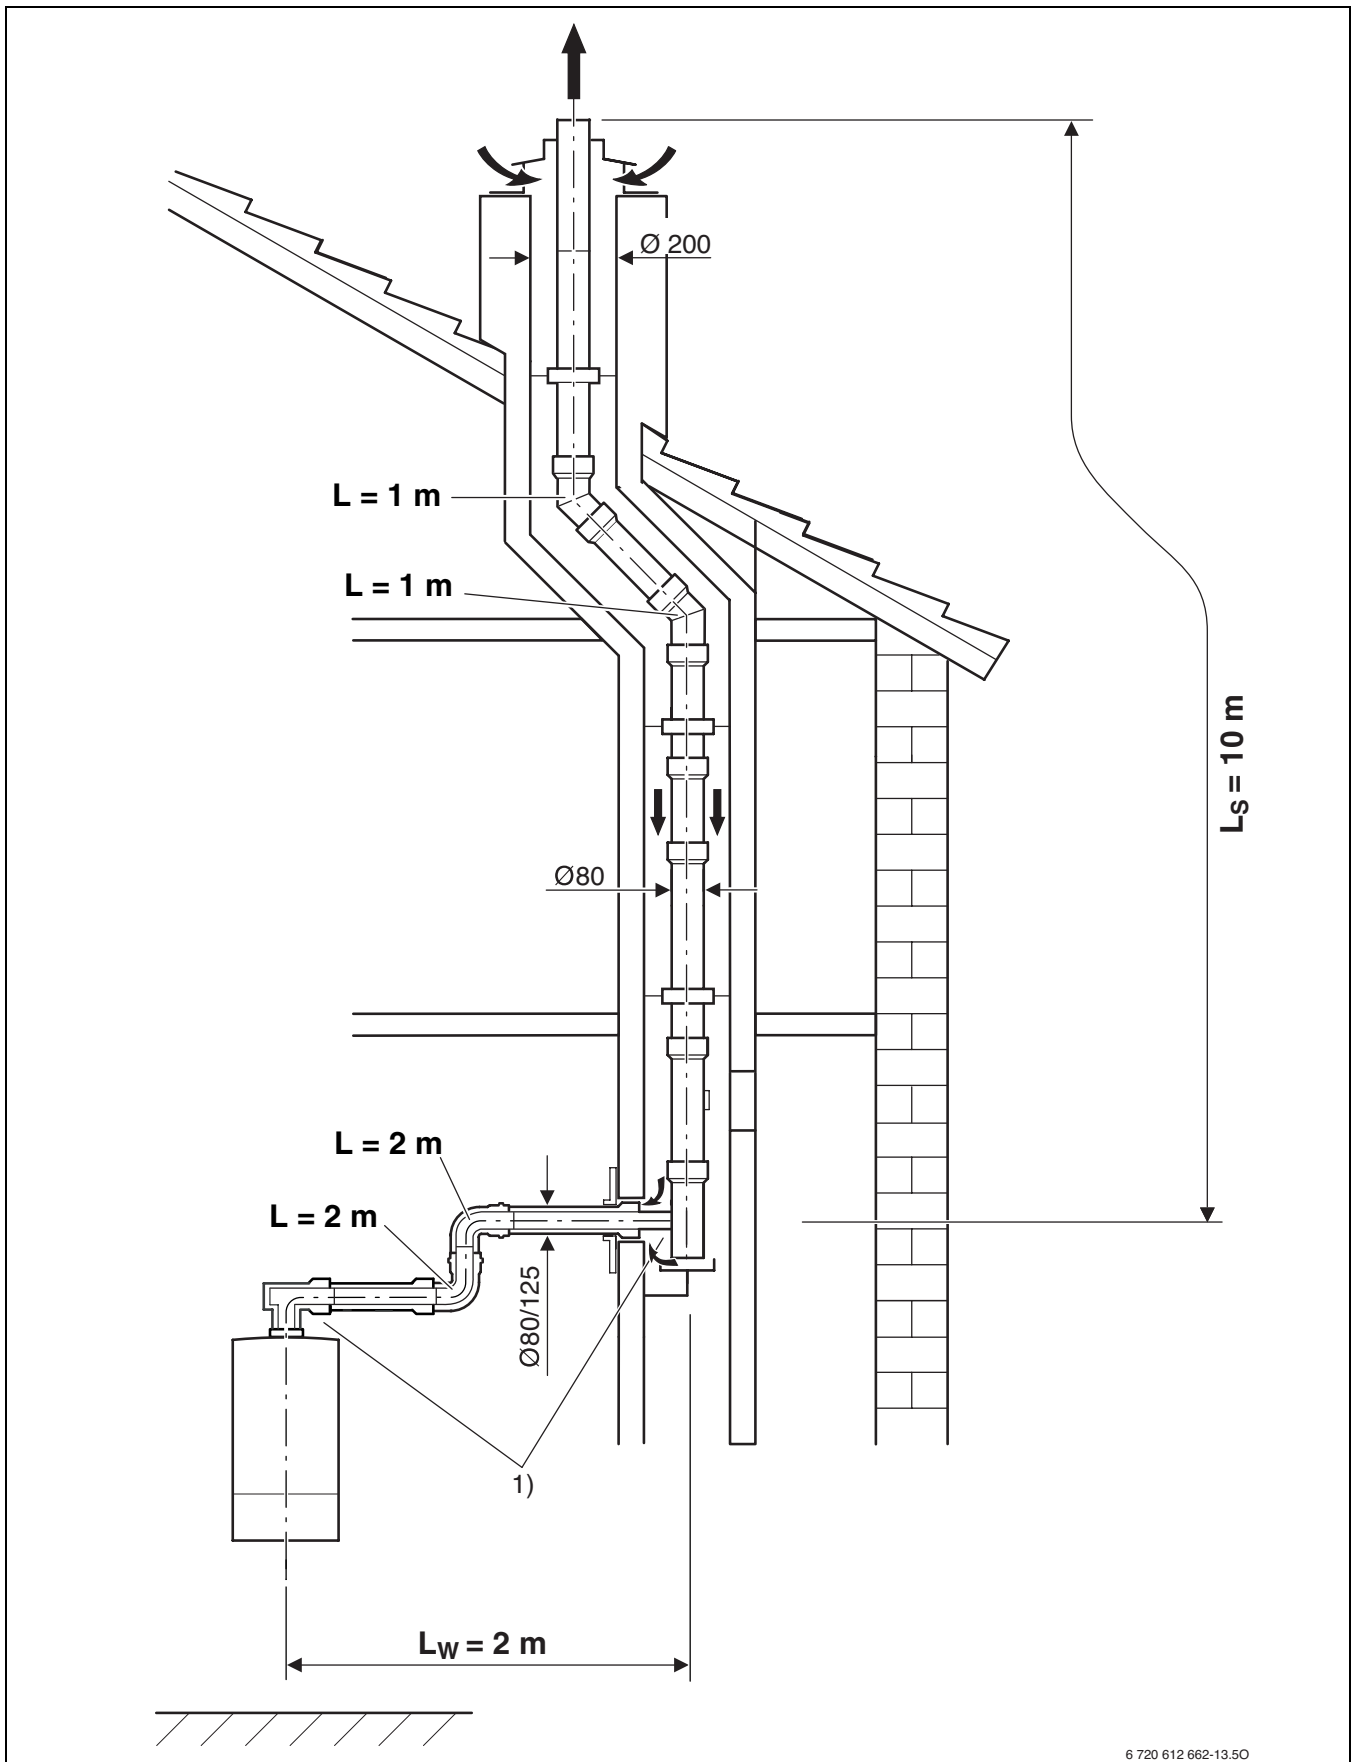 Ø 200
L = 1 m
L = 1 m
LS = 10 m
Ø80
L = 2 m
L = 2 m
Ø80/125
1)
LW = 2 m
6 720 612 662-13.5O